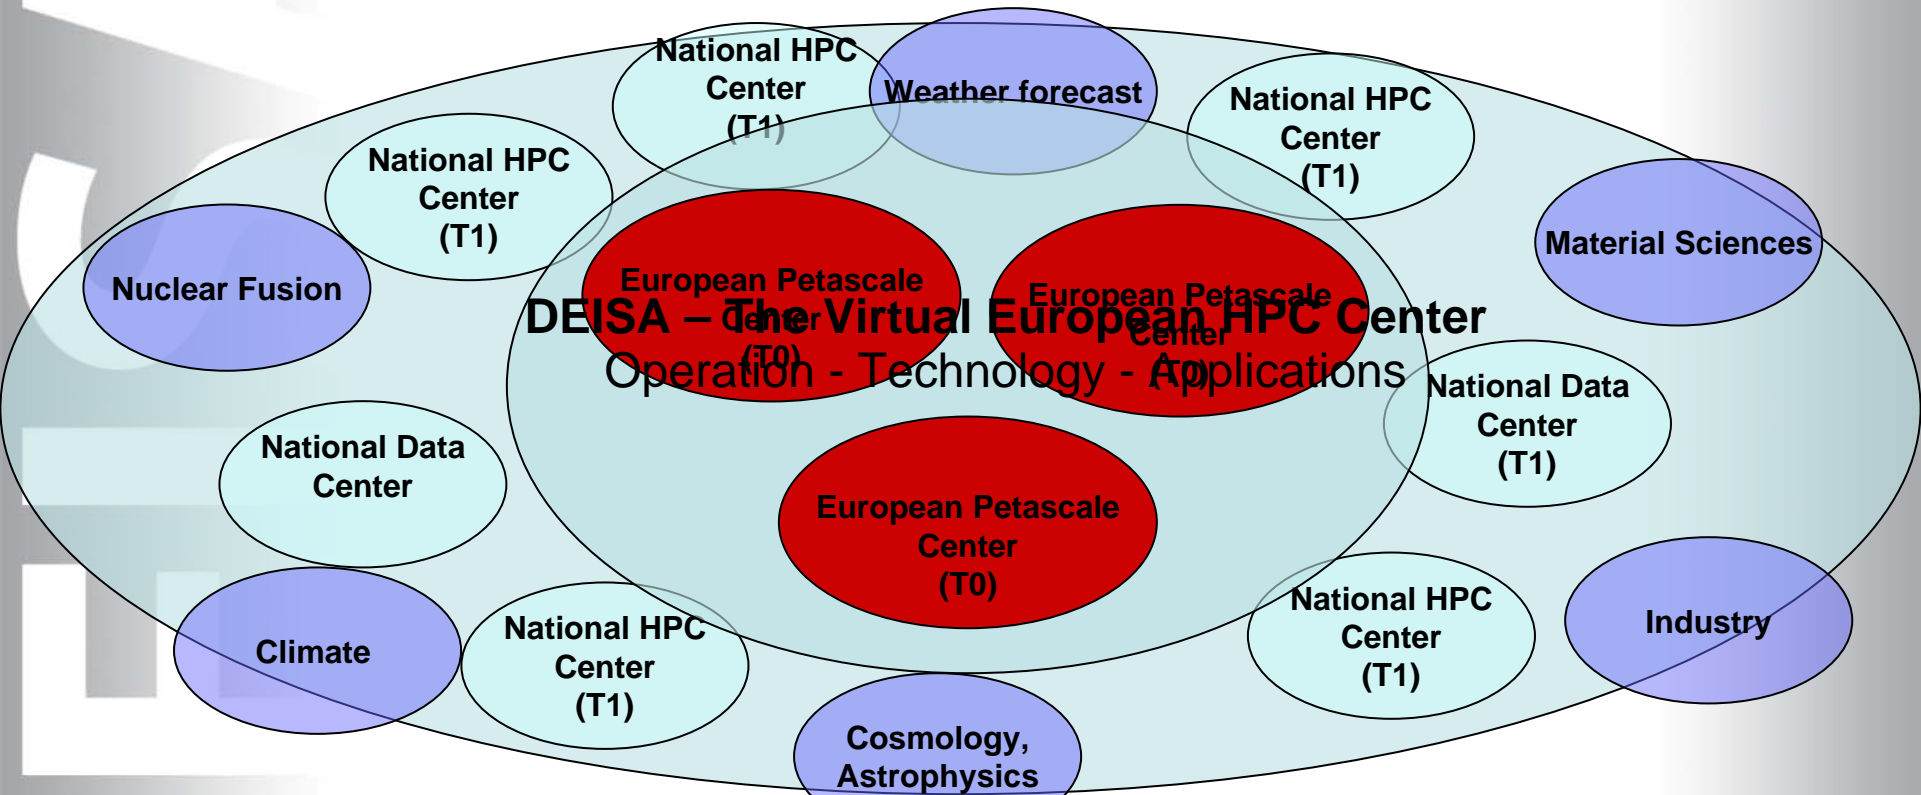 National HPC
Center
(T1)
Weather forecast
National HPC
Center
(T1)
National HPC
Center
(T1)
Material Sciences
Nuclear Fusion
European Petascale
Center
(T0)
European Petascale
Center
(T0)
DEISA – The Virtual European HPC Center
Operation - Technology - Applications
National Data
Center
(T1)
National Data
Center
European Petascale
Center
(T0)
National HPC
Center
(T1)
Industry
Climate
National HPC
Center
(T1)
Cosmology,
Astrophysics